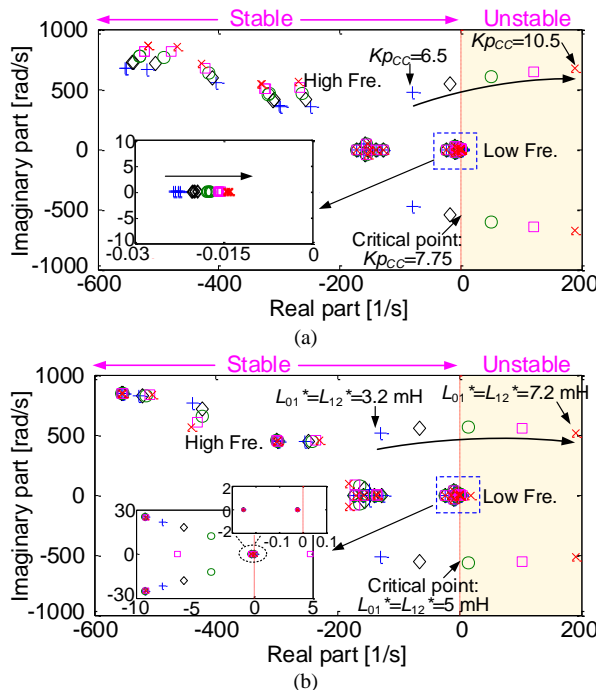 Stable Unstable
1000
500
0
-500
1000
Imaginary part [rad/s]
High Fre.
Kp_CC=6.5
Kp_CC=10.5
Low Fre.
10
5
0
-5
-10
-0.03 -0.015 0
Critical point:
Kp_CC=7.75
-600 -400 -200 0 200
Real part [1/s]
(a)
Stable Unstable
1000
500
0
-500
1000
Imaginary part [rad/s]
L_01*=L_12*=3.2 mH
L_01*=L_12*=7.2 mH
High Fre.
Low Fre.
2
0
-2
-0.1 0 0.1
30
0
-30
-10 -5 0 5
Critical point:
L_01*=L_12*=5 mH
-600 -400 -200 0 200
Real part [1/s]
(b)